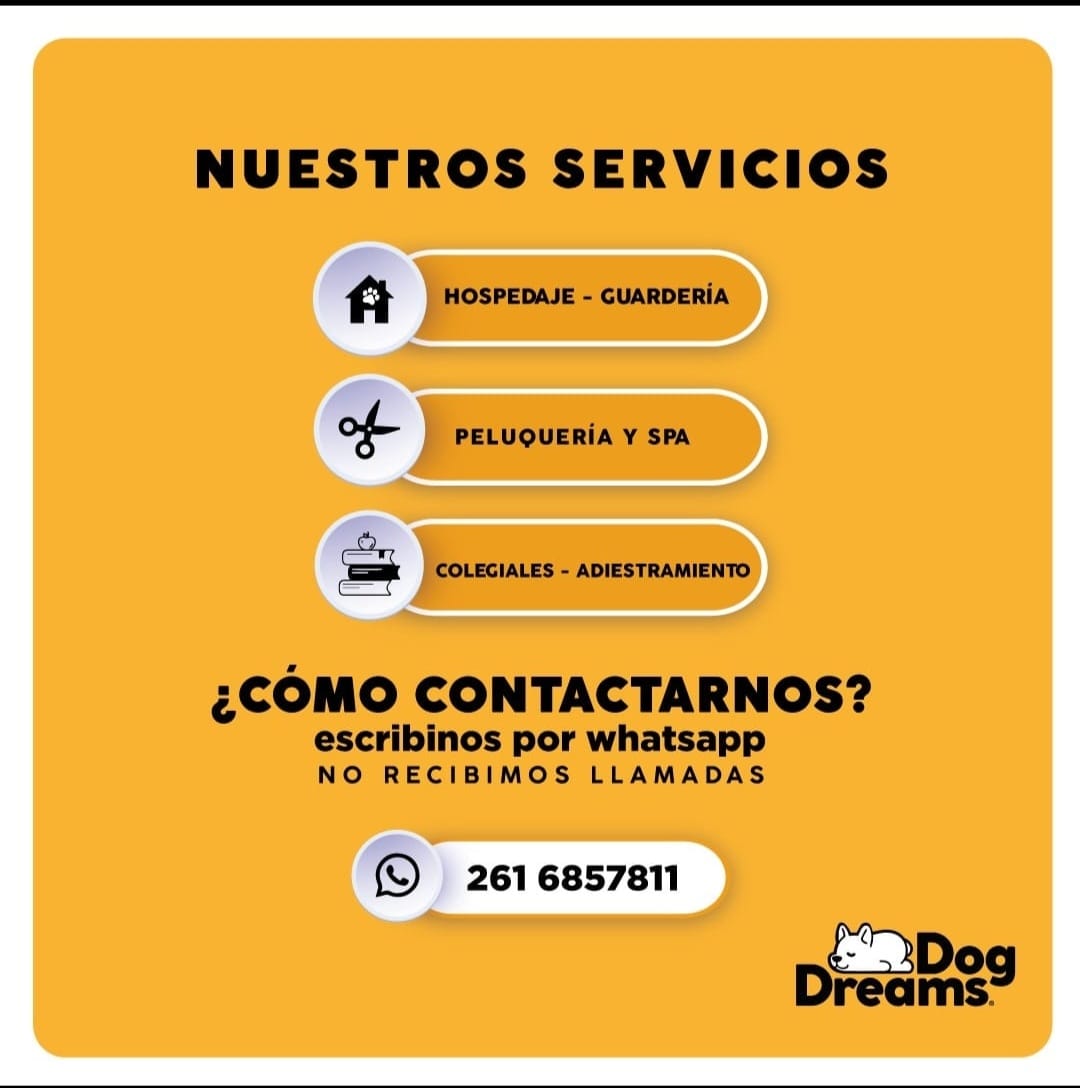 NUESTROS SERVICIOS
HOSPEDAJE - GUARDERÍA
PELUQUERÍA Y SPA
COLEGIALES - ADIESTRAMIENTO
¿CÓMO CONTACTARNOS?
escribinos por whatsapp
NO RECIBIMOS LLAMADAS
261 6857811
Dog
Dreams.